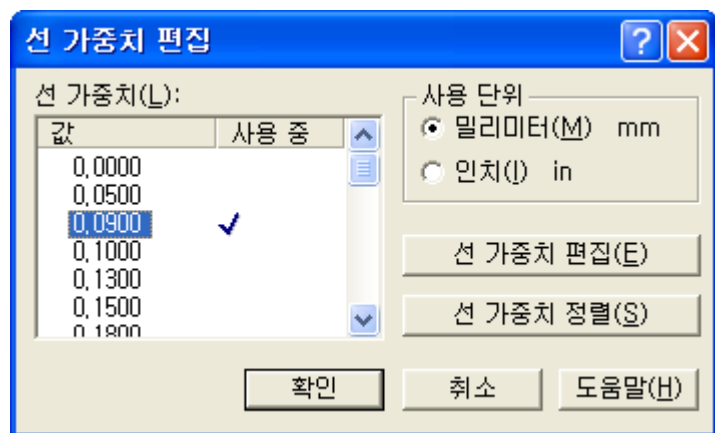 선 가중치 편집
선 가중치(L):
값 사용 중
0,0000
0,0500
0,0900
0,1000
0,1300
0,1500
0,1800
사용 단위
밀리미터(M) mm
인치(I) in
선 가중치 편집(E)
선 가중치 정렬(S)
확인 취소 도움말(H)